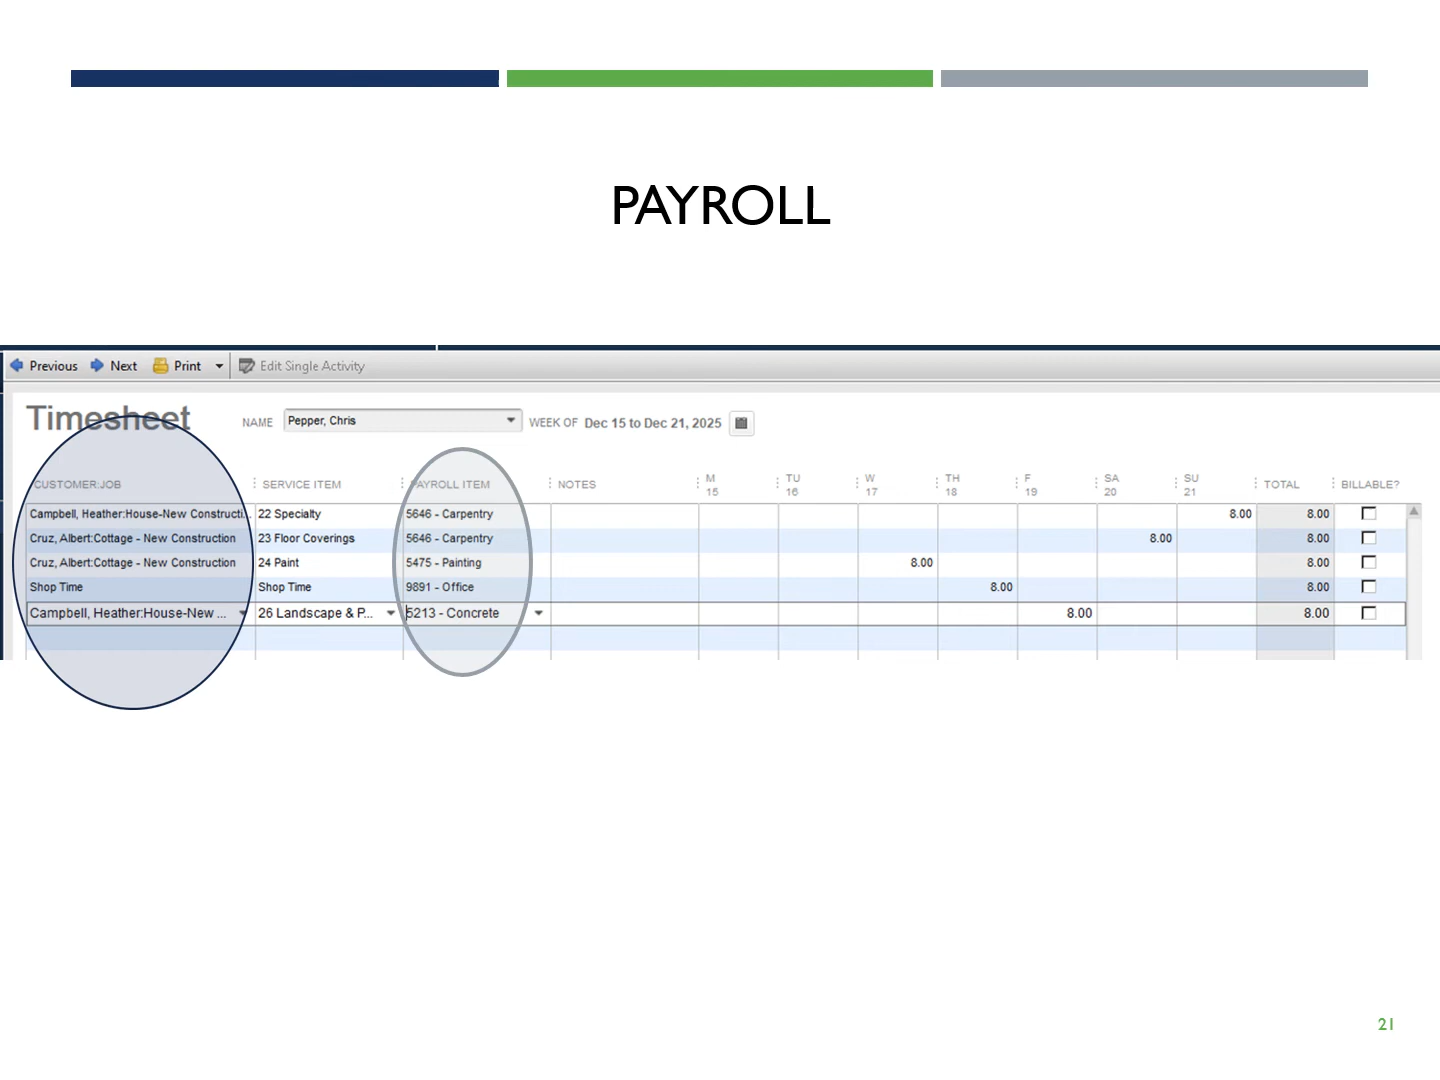 PAYROLL
Previous Next Print Edit Single Activity
Timesheet NAME Pepper, Chris WEEK OF Dec 15 to Dec 21, 2025
CUSTOMER:JOB SERVICE ITEM PAYROLL ITEM NOTES M 15 TU 16 W 17 TH 18 F 19 SA 20 SU 21 TOTAL BILLABLE?
Campbell, Heather:House-New Constructi... 22 Specialty 5646 - Carpentry 8.00 8.00
Cruz, Albert:Cottage - New Construction 23 Floor Coverings 5646 - Carpentry 8.00 8.00
Cruz, Albert:Cottage - New Construction 24 Paint 5475 - Painting 8.00 8.00
Shop Time Shop Time 9891 - Office 8.00 8.00
Campbell, Heather:House-New ... 26 Landscape & P... 5213 - Concrete 8.00 8.00
21